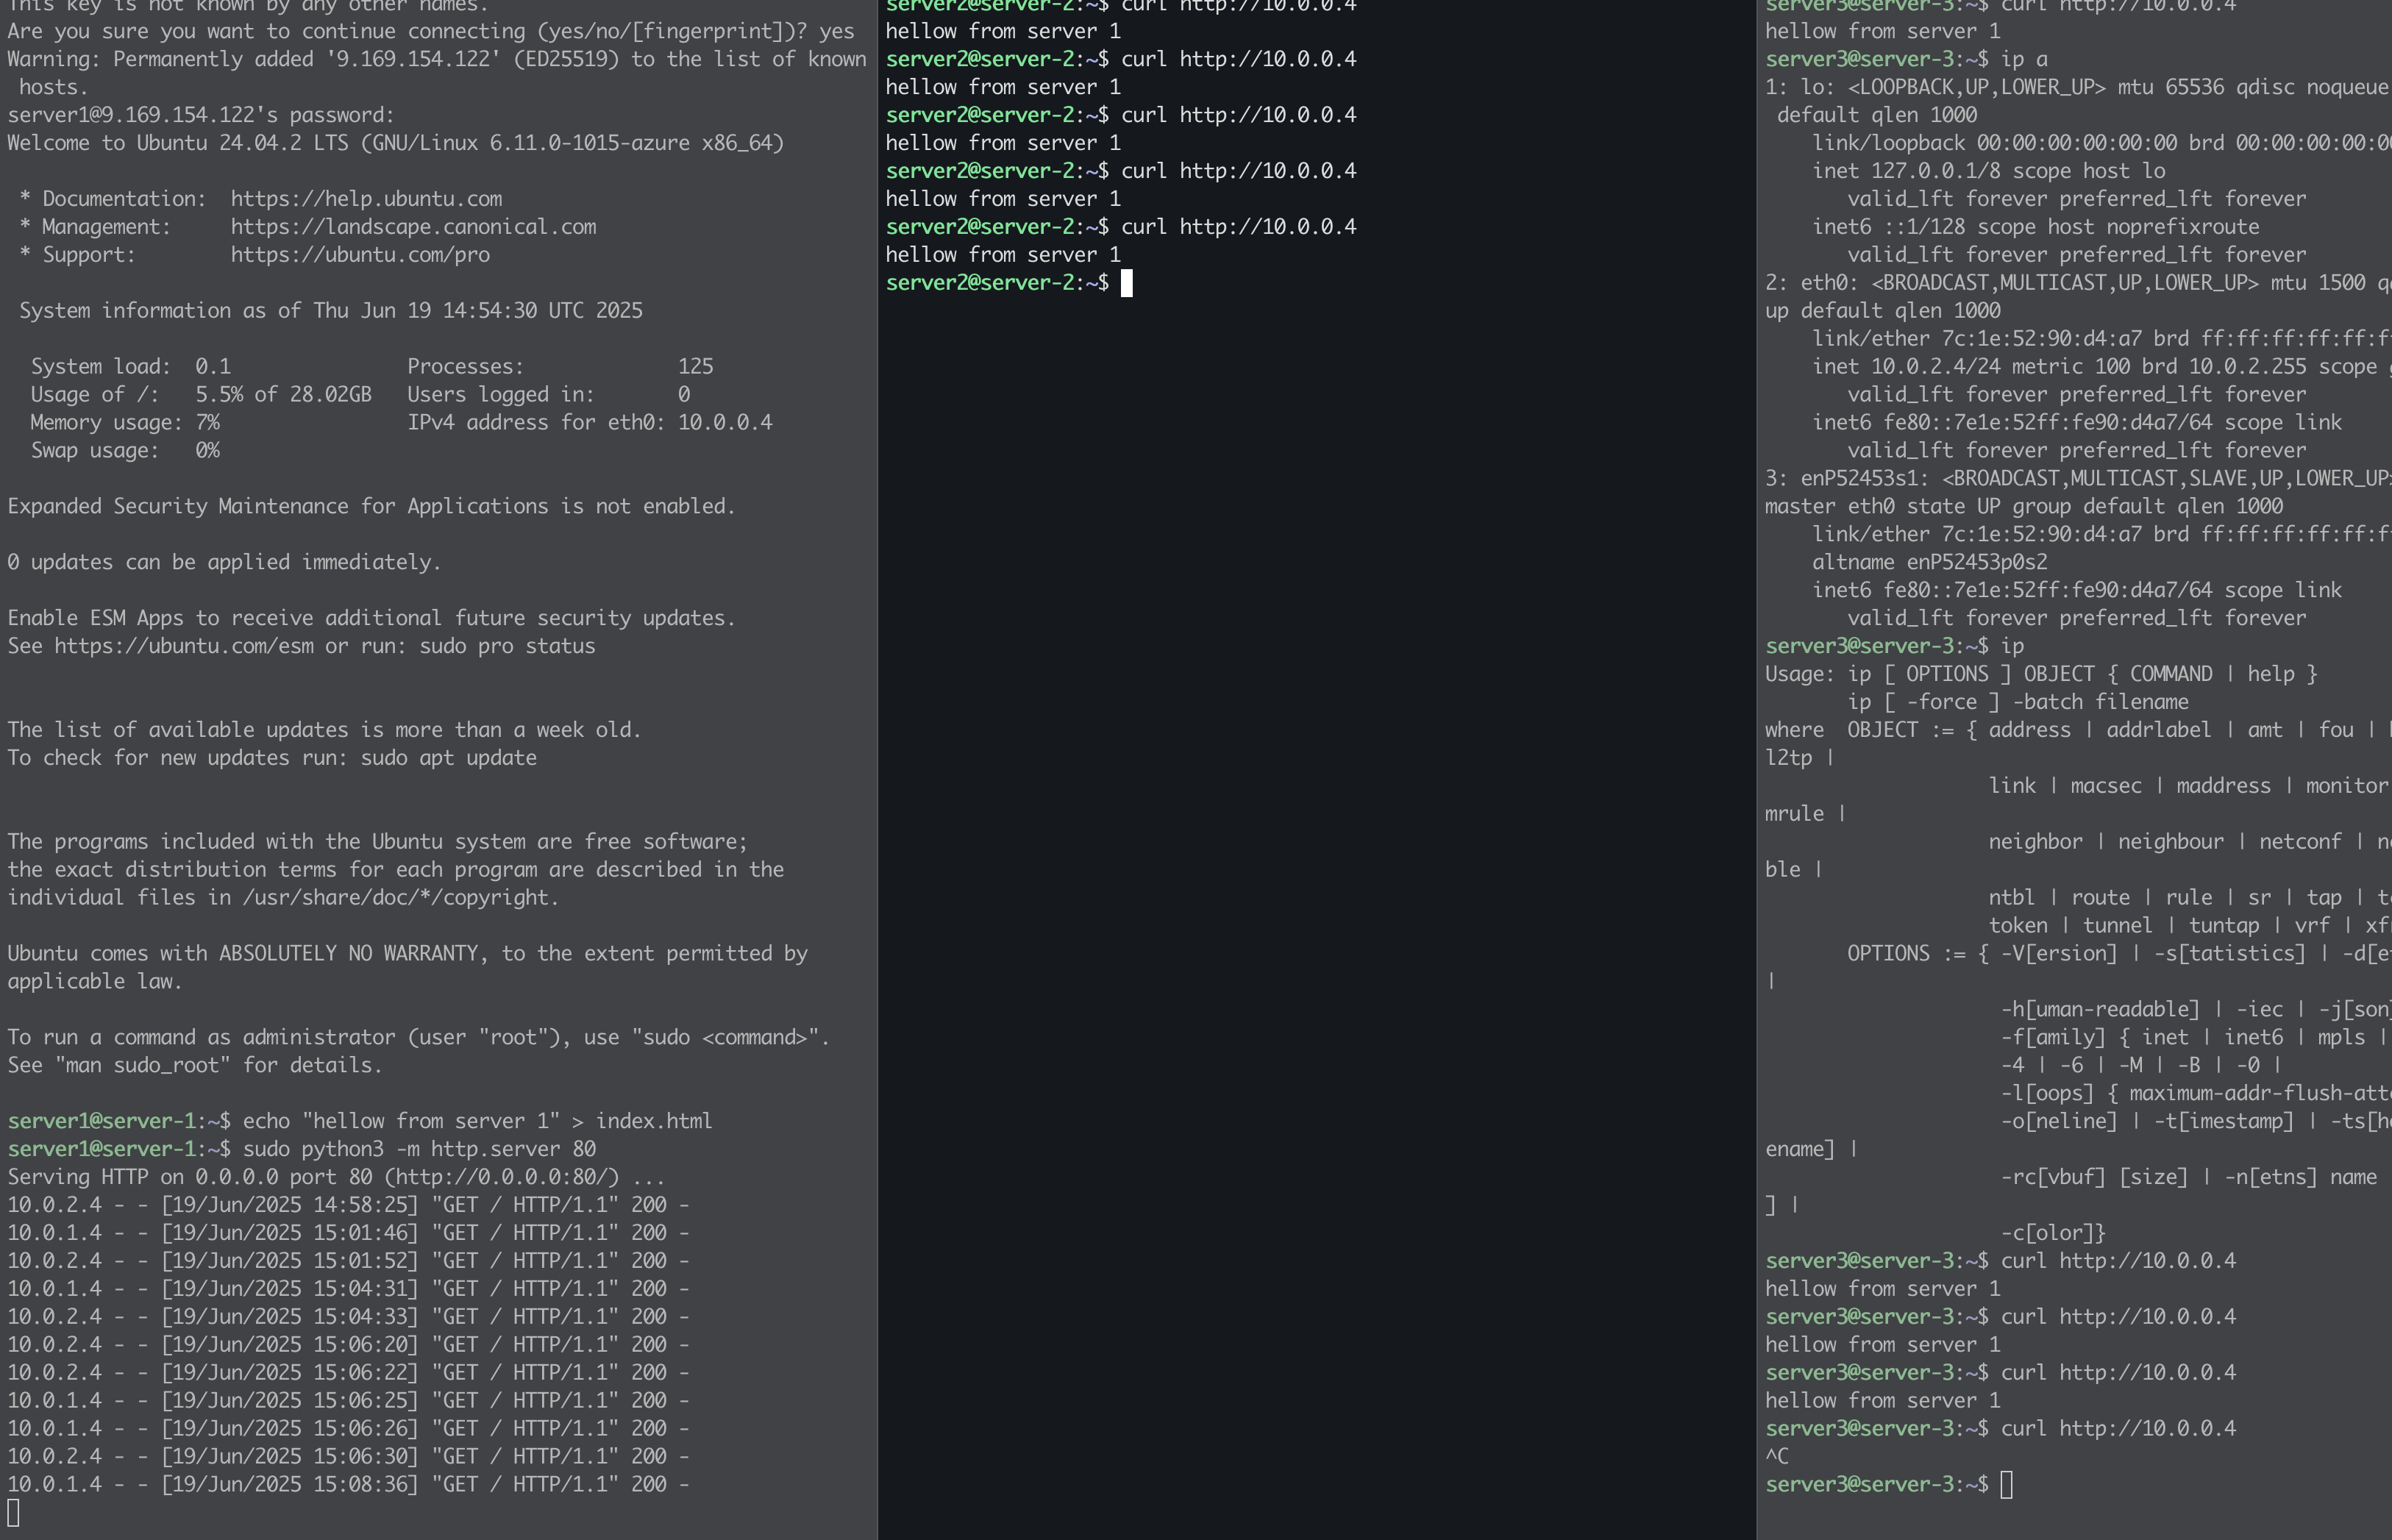 This key is not known by any other names.
Are you sure you want to continue connecting (yes/no/[fingerprint])? yes
Warning: Permanently added '9.169.154.122' (ED25519) to the list of known
 hosts.
server1@9.169.154.122's password:
Welcome to Ubuntu 24.04.2 LTS (GNU/Linux 6.11.0-1015-azure x86_64)
 * Documentation:  https://help.ubuntu.com
 * Management:     https://landscape.canonical.com
 * Support:        https://ubuntu.com/pro
 System information as of Thu Jun 19 14:54:30 UTC 2025
  System load:  0.1               Processes:             125
  Usage of /:   5.5% of 28.02GB   Users logged in:       0
  Memory usage: 7%                IPv4 address for eth0: 10.0.0.4
  Swap usage:   0%
Expanded Security Maintenance for Applications is not enabled.
0 updates can be applied immediately.
Enable ESM Apps to receive additional future security updates.
See https://ubuntu.com/esm or run: sudo pro status
The list of available updates is more than a week old.
To check for new updates run: sudo apt update
The programs included with the Ubuntu system are free software;
the exact distribution terms for each program are described in the
individual files in /usr/share/doc/*/copyright.
Ubuntu comes with ABSOLUTELY NO WARRANTY, to the extent permitted by
applicable law.
To run a command as administrator (user "root"), use "sudo <command>".
See "man sudo_root" for details.
server1@server-1:~$ echo "hellow from server 1" > index.html
server1@server-1:~$ sudo python3 -m http.server 80
Serving HTTP on 0.0.0.0 port 80 (http://0.0.0.0:80/) ...
10.0.2.4 - - [19/Jun/2025 14:58:25] "GET / HTTP/1.1" 200 -
10.0.1.4 - - [19/Jun/2025 15:01:46] "GET / HTTP/1.1" 200 -
10.0.2.4 - - [19/Jun/2025 15:01:52] "GET / HTTP/1.1" 200 -
10.0.1.4 - - [19/Jun/2025 15:04:31] "GET / HTTP/1.1" 200 -
10.0.2.4 - - [19/Jun/2025 15:04:33] "GET / HTTP/1.1" 200 -
10.0.2.4 - - [19/Jun/2025 15:06:20] "GET / HTTP/1.1" 200 -
10.0.2.4 - - [19/Jun/2025 15:06:22] "GET / HTTP/1.1" 200 -
10.0.1.4 - - [19/Jun/2025 15:06:25] "GET / HTTP/1.1" 200 -
10.0.1.4 - - [19/Jun/2025 15:06:26] "GET / HTTP/1.1" 200 -
10.0.2.4 - - [19/Jun/2025 15:06:30] "GET / HTTP/1.1" 200 -
10.0.1.4 - - [19/Jun/2025 15:08:36] "GET / HTTP/1.1" 200 -
server2@server-2:~$ curl http://10.0.0.4
hellow from server 1
server2@server-2:~$ curl http://10.0.0.4
hellow from server 1
server2@server-2:~$ curl http://10.0.0.4
hellow from server 1
server2@server-2:~$ curl http://10.0.0.4
hellow from server 1
server2@server-2:~$ curl http://10.0.0.4
hellow from server 1
server2@server-2:~$
server3@server-3:~$ curl http://10.0.0.4
hellow from server 1
server3@server-3:~$ ip a
1: lo: <LOOPBACK,UP,LOWER_UP> mtu 65536 qdisc noqueue
 default qlen 1000
    link/loopback 00:00:00:00:00:00 brd 00:00:00:00:00
    inet 127.0.0.1/8 scope host lo
       valid_lft forever preferred_lft forever
    inet6 ::1/128 scope host noprefixroute
       valid_lft forever preferred_lft forever
2: eth0: <BROADCAST,MULTICAST,UP,LOWER_UP> mtu 1500
up default qlen 1000
    link/ether 7c:1e:52:90:d4:a7 brd ff:ff:ff:ff:ff:f
    inet 10.0.2.4/24 metric 100 brd 10.0.2.255 scope
       valid_lft forever preferred_lft forever
    inet6 fe80::7e1e:52ff:fe90:d4a7/64 scope link
       valid_lft forever preferred_lft forever
3: enP52453s1: <BROADCAST,MULTICAST,SLAVE,UP,LOWER_UP>
master eth0 state UP group default qlen 1000
    link/ether 7c:1e:52:90:d4:a7 brd ff:ff:ff:ff:ff:f
    altname enP52453p0s2
    inet6 fe80::7e1e:52ff:fe90:d4a7/64 scope link
       valid_lft forever preferred_lft forever
server3@server-3:~$ ip
Usage: ip [ OPTIONS ] OBJECT { COMMAND | help }
       ip [ -force ] -batch filename
where  OBJECT := { address | addrlabel | amt | fou |
l2tp |
                   link | macsec | maddress | monitor
mrule |
                   neighbor | neighbour | netconf |
ble |
                   ntbl | route | rule | sr | tap |
                   token | tunnel | tuntap | vrf |
       OPTIONS := { -V[ersion] | -s[tatistics] |
|
                    -h[uman-readable] | -iec | -j[son]
                    -f[amily] { inet | inet6 | mpls |
                    -4 | -6 | -M | -B | -0 |
                    -l[oops] { maximum-addr-flush-att
                    -o[neline] | -t[imestamp] |
ename] |
                    -rc[vbuf] [size] | -n[etns] name
] |
                    -c[olor]}
server3@server-3:~$ curl http://10.0.0.4
hellow from server 1
server3@server-3:~$ curl http://10.0.0.4
hellow from server 1
server3@server-3:~$ curl http://10.0.0.4
hellow from server 1
server3@server-3:~$ curl http://10.0.0.4
^C
server3@server-3:~$